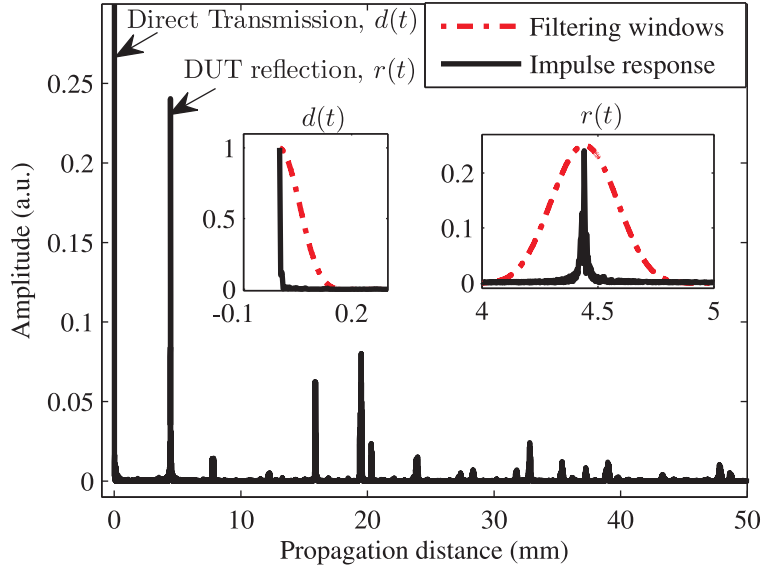 Direct Transmission, d(t)
Filtering windows
Impulse response
DUT reflection, r(t)
d(t)
r(t)
1
0.5
0
-0.1
0.2
0.2
0.1
0
4
4.5
5
Amplitude (a.u.)
0.25
0.2
0.15
0.1
0.05
0
0
10
20
30
40
50
Propagation distance (mm)